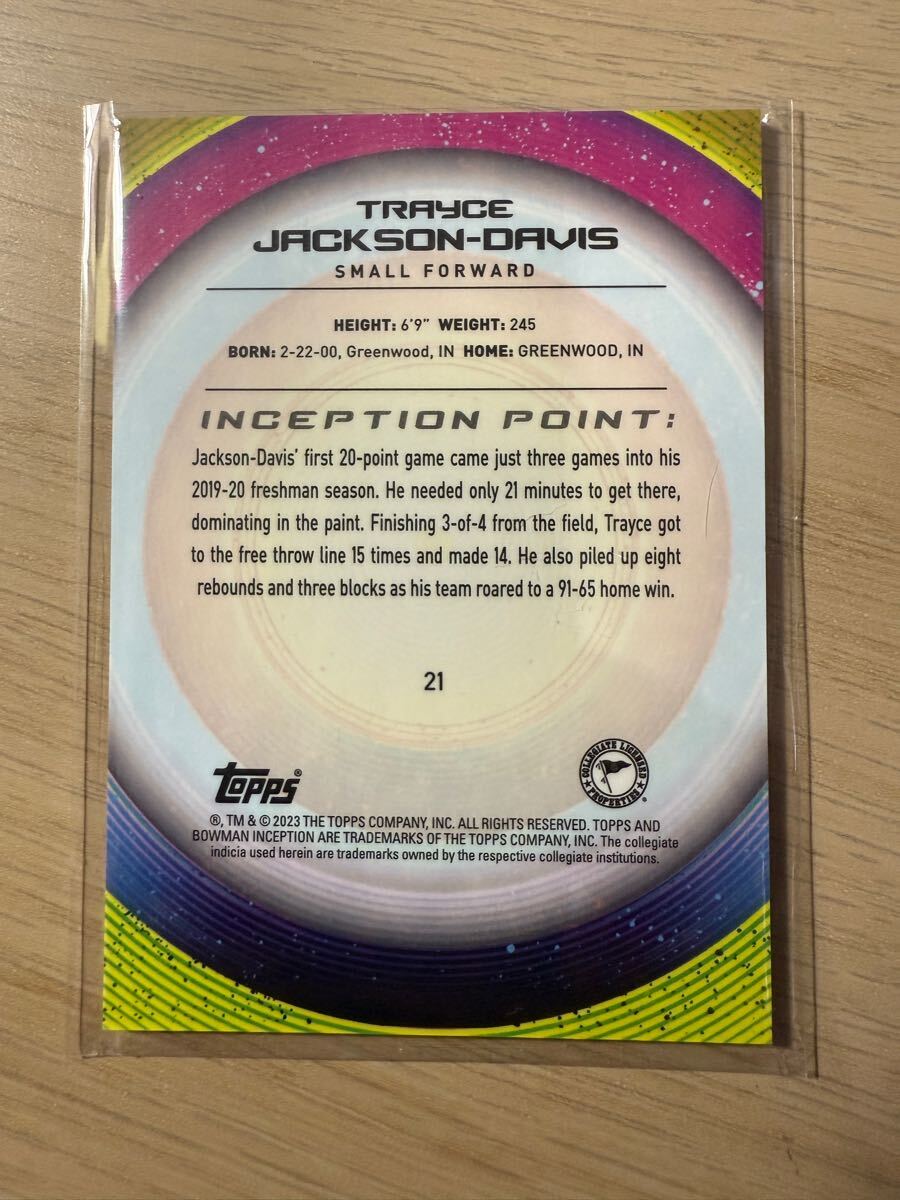 TRAYCE
JACKSON-DAVIS
SMALL FORWARD
HEIGHT: 6'9" WEIGHT: 245
BORN: 2-22-00, Greenwood, IN HOME: GREENWOOD, IN
INCEPTION POINT:
Jackson-Davis' first 20-point game came just three games into his
2019-20 freshman season. He needed only 21 minutes to get there,
dominating in the paint. Finishing 3-of-4 from the field, Trayce got
to the free throw line 15 times and made 14. He also piled up eight
rebounds and three blocks as his team roared to a 91-65 home win.
21
topps®
COLLEGIATE LICENSED
PROPERTIES®
®, TM & © 2023 THE TOPPS COMPANY, INC. ALL RIGHTS RESERVED. TOPPS AND
BOWMAN INCEPTION ARE TRADEMARKS OF THE TOPPS COMPANY, INC. The collegiate
indicia used herein are trademarks owned by the respective collegiate institutions.